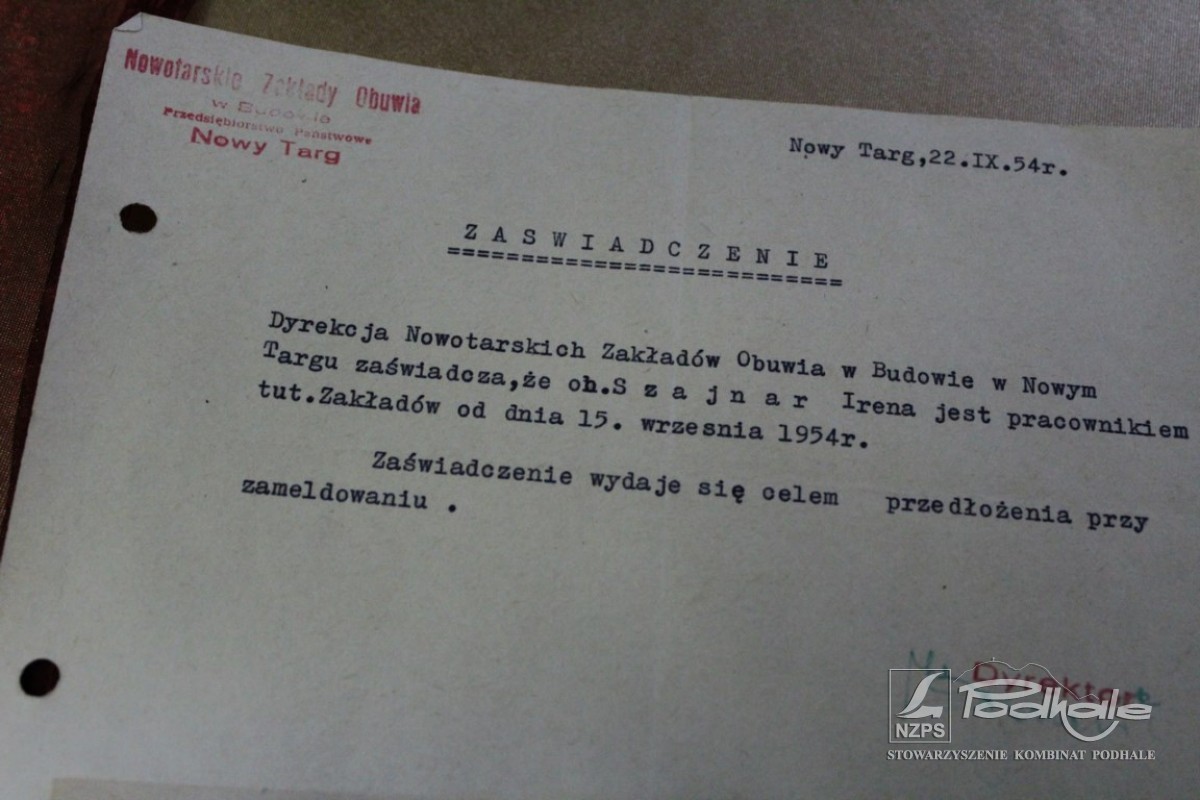 Nowotarskie Zakłady Obuwia
w Budowie
Przedsiębiorstwo Państwowe
Nowy Targ
Nowy Targ,22.IX.54r.
Z A S W I A D C Z E N I E
===========================
Dyrekcja Nowotarskich Zakładów Obuwia w Budowie w Nowym
Targu zaświadcza,że oh.S z a j n a r Irena jest pracownikiem
tut.Zakładów od dnia 15. wrzesnia 1954r.
Zaświadczenie wydaje się celem przedłożenia przy
zameldowaniu .
Dyrektor
NZPS
Podhale
STOWARZYSZENIE KOMBINAT PODHALE